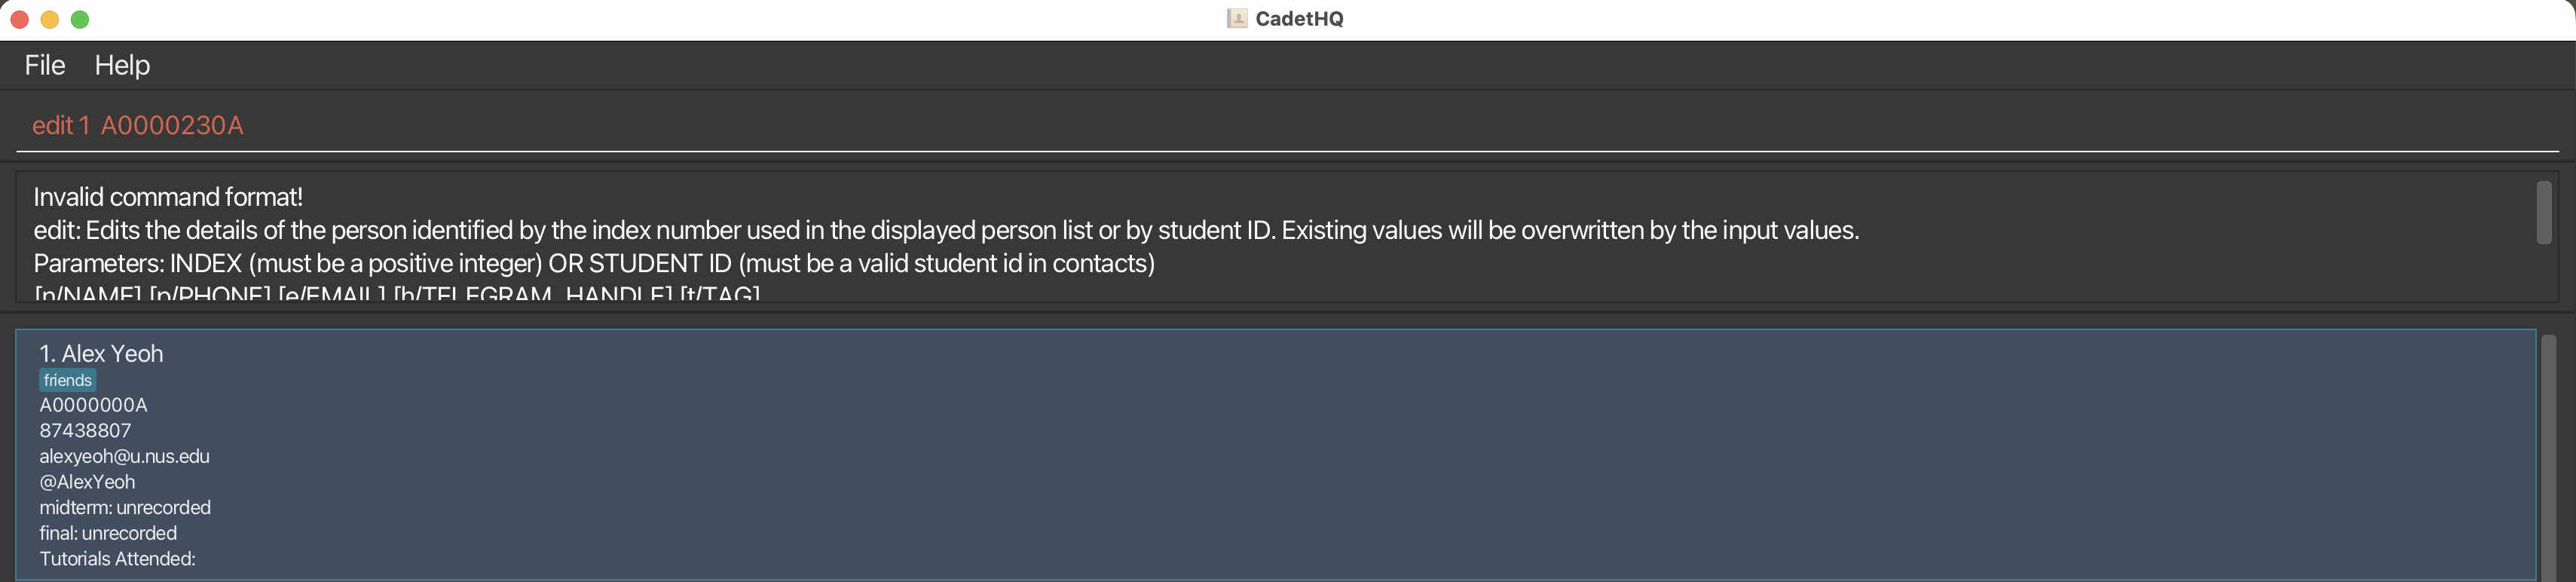 CadetHQ
File Help
edit 1 A0000230A
Invalid command format!
edit: Edits the details of the person identified by the index number used in the displayed person list or by student ID. Existing values will be overwritten by the input values.
Parameters: INDEX (must be a positive integer) OR STUDENT ID (must be a valid student id in contacts)
[n/NAME] [p/PHONE] [e/EMAIL] [h/TELEGRAM_HANDLE] [t/TAG]
1. Alex Yeoh
friends
A0000000A
87438807
alexyeoh@u.nus.edu
@AlexYeoh
midterm: unrecorded
final: unrecorded
Tutorials Attended: